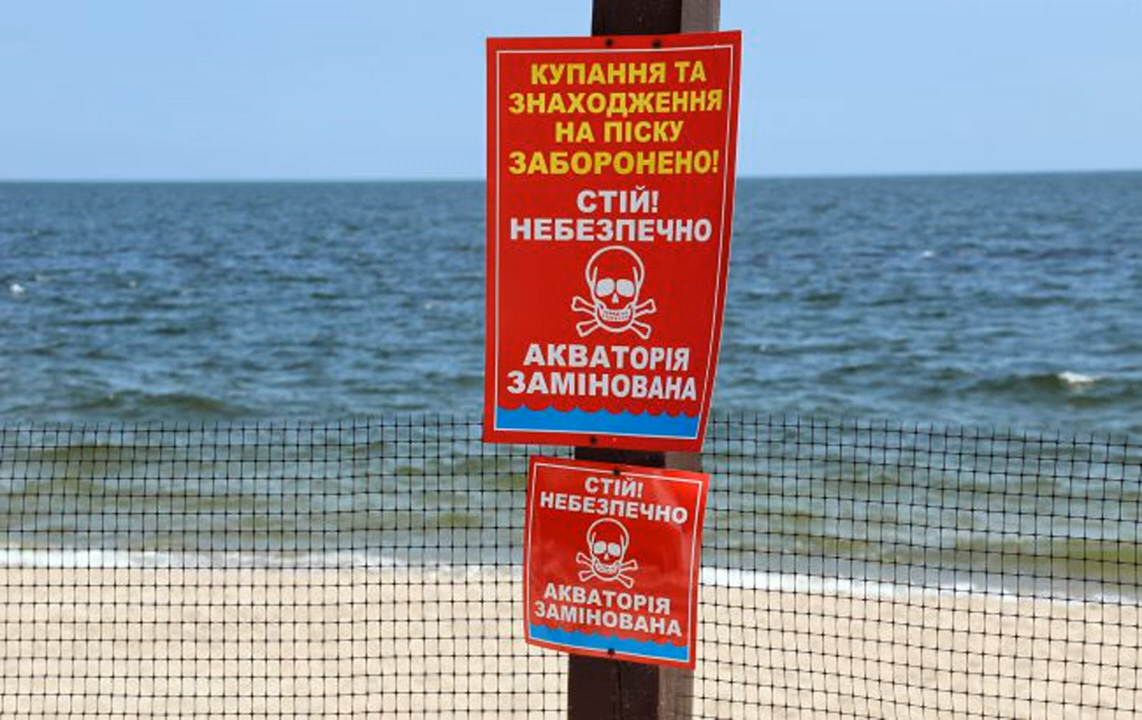 КУПАННЯ ТА
ЗНАХОДЖЕННЯ
НА ПІСКУ
ЗАБОРОНЕНО!
СТІЙ!
НЕБЕЗПЕЧНО
АКВАТОРІЯ
ЗАМІНОВАНА
СТІЙ!
НЕБЕЗПЕЧНО
АКВАТОРІЯ
ЗАМІНОВАНА